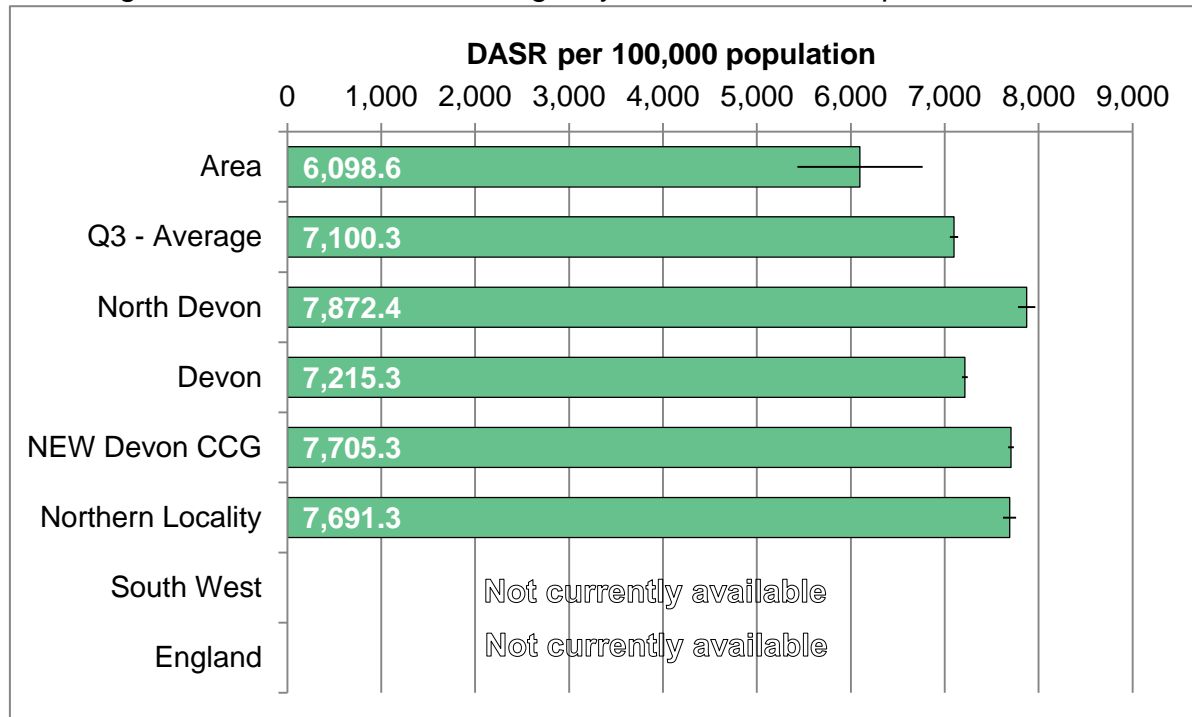 DASR per 100,000 population
0 1,000 2,000 3,000 4,000 5,000 6,000 7,000 8,000 9,000
Area 6,098.6
Q3 - Average 7,100.3
North Devon 7,872.4
Devon 7,215.3
NEW Devon CCG 7,705.3
Northern Locality 7,691.3
South West Not currently available
England Not currently available